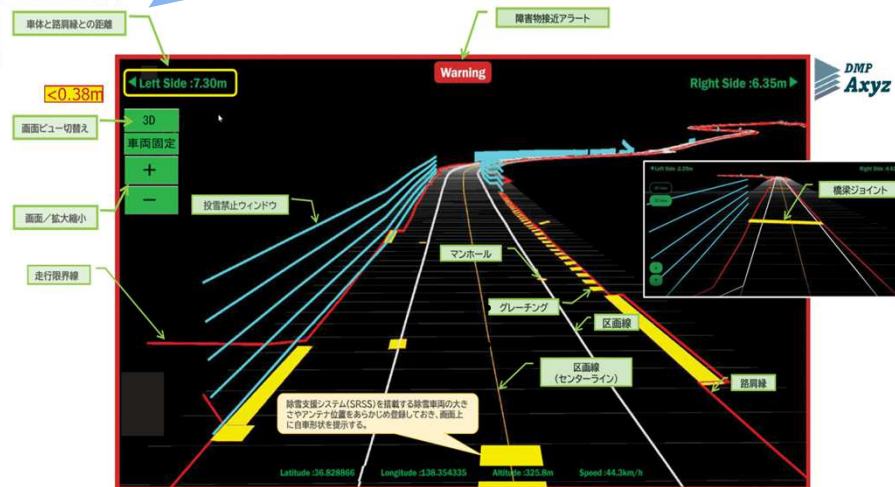 車体と路肩縁との距離
障害物接近アラート
Left Side :7.30m
Warning
Right Side :6.35m
DMP
Axyz
<0.38m
3D
車両固定
+
−
画面ビュー切替え
画面／拡大縮小
投雪禁止ウィンドウ
走行限界線
マンホール
グレーチング
区画線
区画線
(センターライン)
路肩縁
橋梁ジョイント
除雪支援システム(SRSS)を搭載する除雪車両の大き
さやアンテナ位置をあらかじめ登録しておき、画面上
に自車形状を提示する。
Latitude :36.828866
Longitude :138.354335
Altitude :325.8m
Speed :44.3km/h